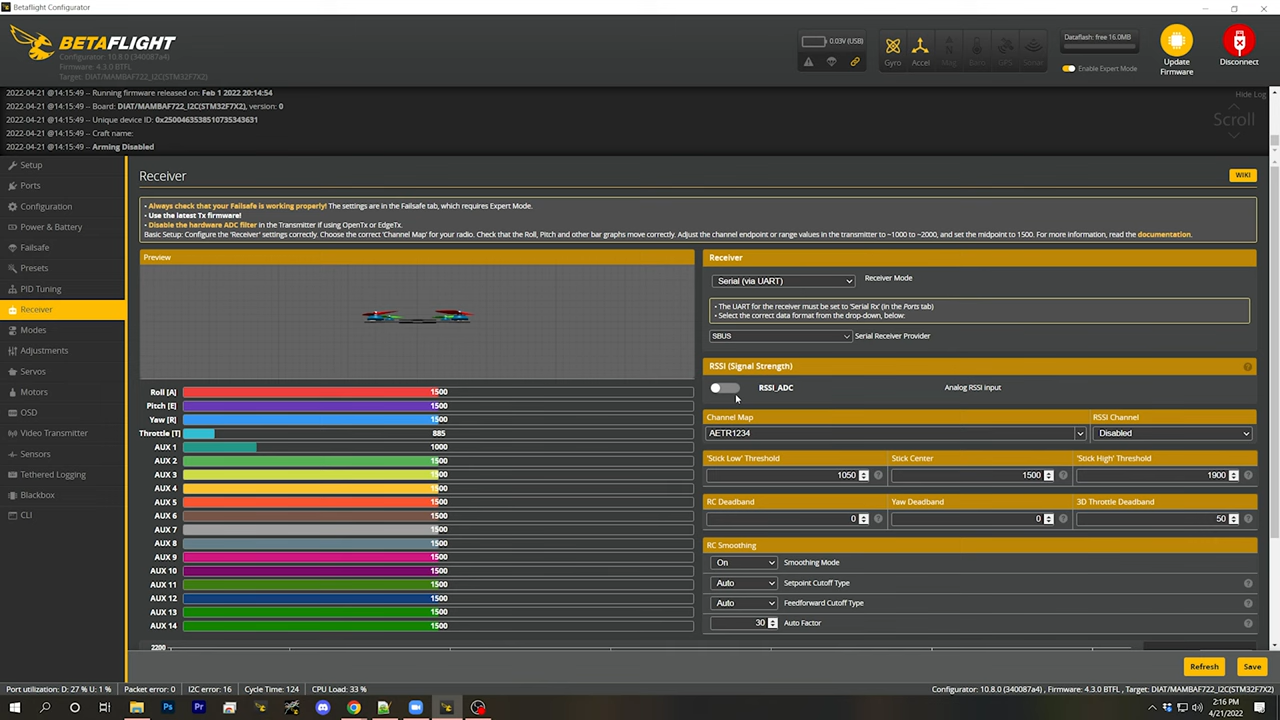 Betaflight Configurator
BETAFLIGHT
Configurator: 10.8.0 (340087a4)
Firmware: 4.3.0 BTFL
Target: DIAT/MAMBAF722_I2C(STM32F7X2)
0.03V (USB)
Gyro
Accel
Mag
Baro
GPS
Sonar
Dataflash: free 16.0MB
Enable Expert Mode
Update
Firmware
Disconnect
2022-04-21 @14:15:49 -- Running firmware released on: Feb 1 2022 20:14:54
2022-04-21 @14:15:49 -- Board: DIAT/MAMBAF722_I2C(STM32F7X2), version: 0
2022-04-21 @14:15:49 -- Unique device ID: 0x2500463538510735343631
2022-04-21 @14:15:49 -- Craft name:
2022-04-21 @14:15:49 -- Arming Disabled
Hide Log
Scroll
Setup
Ports
Configuration
Power & Battery
Failsafe
Presets
PID Tuning
Receiver
Modes
Adjustments
Servos
Motors
OSD
Video Transmitter
Sensors
Tethered Logging
Blackbox
CLI
Receiver
WIKI
• Always check that your Failsafe is working properly! The settings are in the Failsafe tab, which requires Expert Mode.
• Use the latest Tx firmware!
• Disable the hardware ADC filter in the Transmitter if using OpenTx or EdgeTx.
Basic Setup: Configure the 'Receiver' settings correctly. Choose the correct 'Channel Map' for your radio. Check that the Roll, Pitch and other bar graphs move correctly. Adjust the channel endpoint or range values in the transmitter to ~1000 to ~2000, and set the midpoint to 1500. For more information, read the documentation.
Preview
Roll [A] 1500
Pitch [E] 1500
Yaw [R] 1500
Throttle [T] 885
AUX 1 1000
AUX 2 1500
AUX 3 1500
AUX 4 1500
AUX 5 1500
AUX 6 1500
AUX 7 1500
AUX 8 1500
AUX 9 1500
AUX 10 1500
AUX 11 1500
AUX 12 1500
AUX 13 1500
AUX 14 1500
2200
Receiver
Serial (via UART) Receiver Mode
• The UART for the receiver must be set to 'Serial Rx' (in the Ports tab)
• Select the correct data format from the drop-down, below:
SBUS Serial Receiver Provider
RSSI (Signal Strength)
RSSI_ADC Analog RSSI input
Channel Map RSSI Channel
AETR1234 Disabled
'Stick Low' Threshold Stick Center 'Stick High' Threshold
1050 1500 1900
RC Deadband Yaw Deadband 3D Throttle Deadband
0 0 50
RC Smoothing
On Smoothing Mode
Auto Setpoint Cutoff Type
Auto Feedforward Cutoff Type
30 Auto Factor
Refresh
Save
Port utilization: D: 27 % U: 1 % Packet error: 0 I2C error: 16 Cycle Time: 124 CPU Load: 33 %
Configurator: 10.8.0 (340087a4) , Firmware: 4.3.0 BTFL , Target: DIAT/MAMBAF722_I2C(STM32F7X2)
2:16 PM
4/21/2022